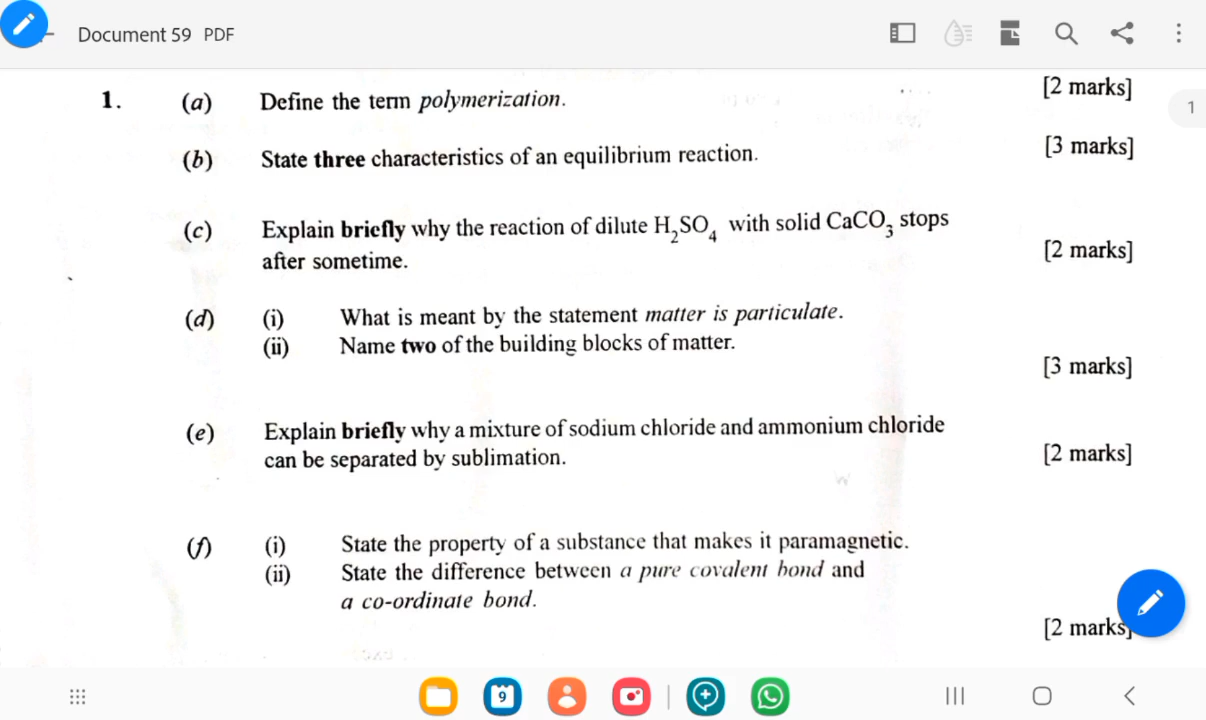 Document 59 PDF
1. (a) Define the term polymerization. [2 marks]
1
(b) State three characteristics of an equilibrium reaction. [3 marks]
(c) Explain briefly why the reaction of dilute H₂SO₄ with solid CaCO₃ stops
after sometime. [2 marks]
(d) (i) What is meant by the statement matter is particulate.
(ii) Name two of the building blocks of matter.
[3 marks]
(e) Explain briefly why a mixture of sodium chloride and ammonium chloride
can be separated by sublimation. [2 marks]
(f) (i) State the property of a substance that makes it paramagnetic.
(ii) State the difference between a pure covalent bond and
a co-ordinate bond.
[2 marks]
9